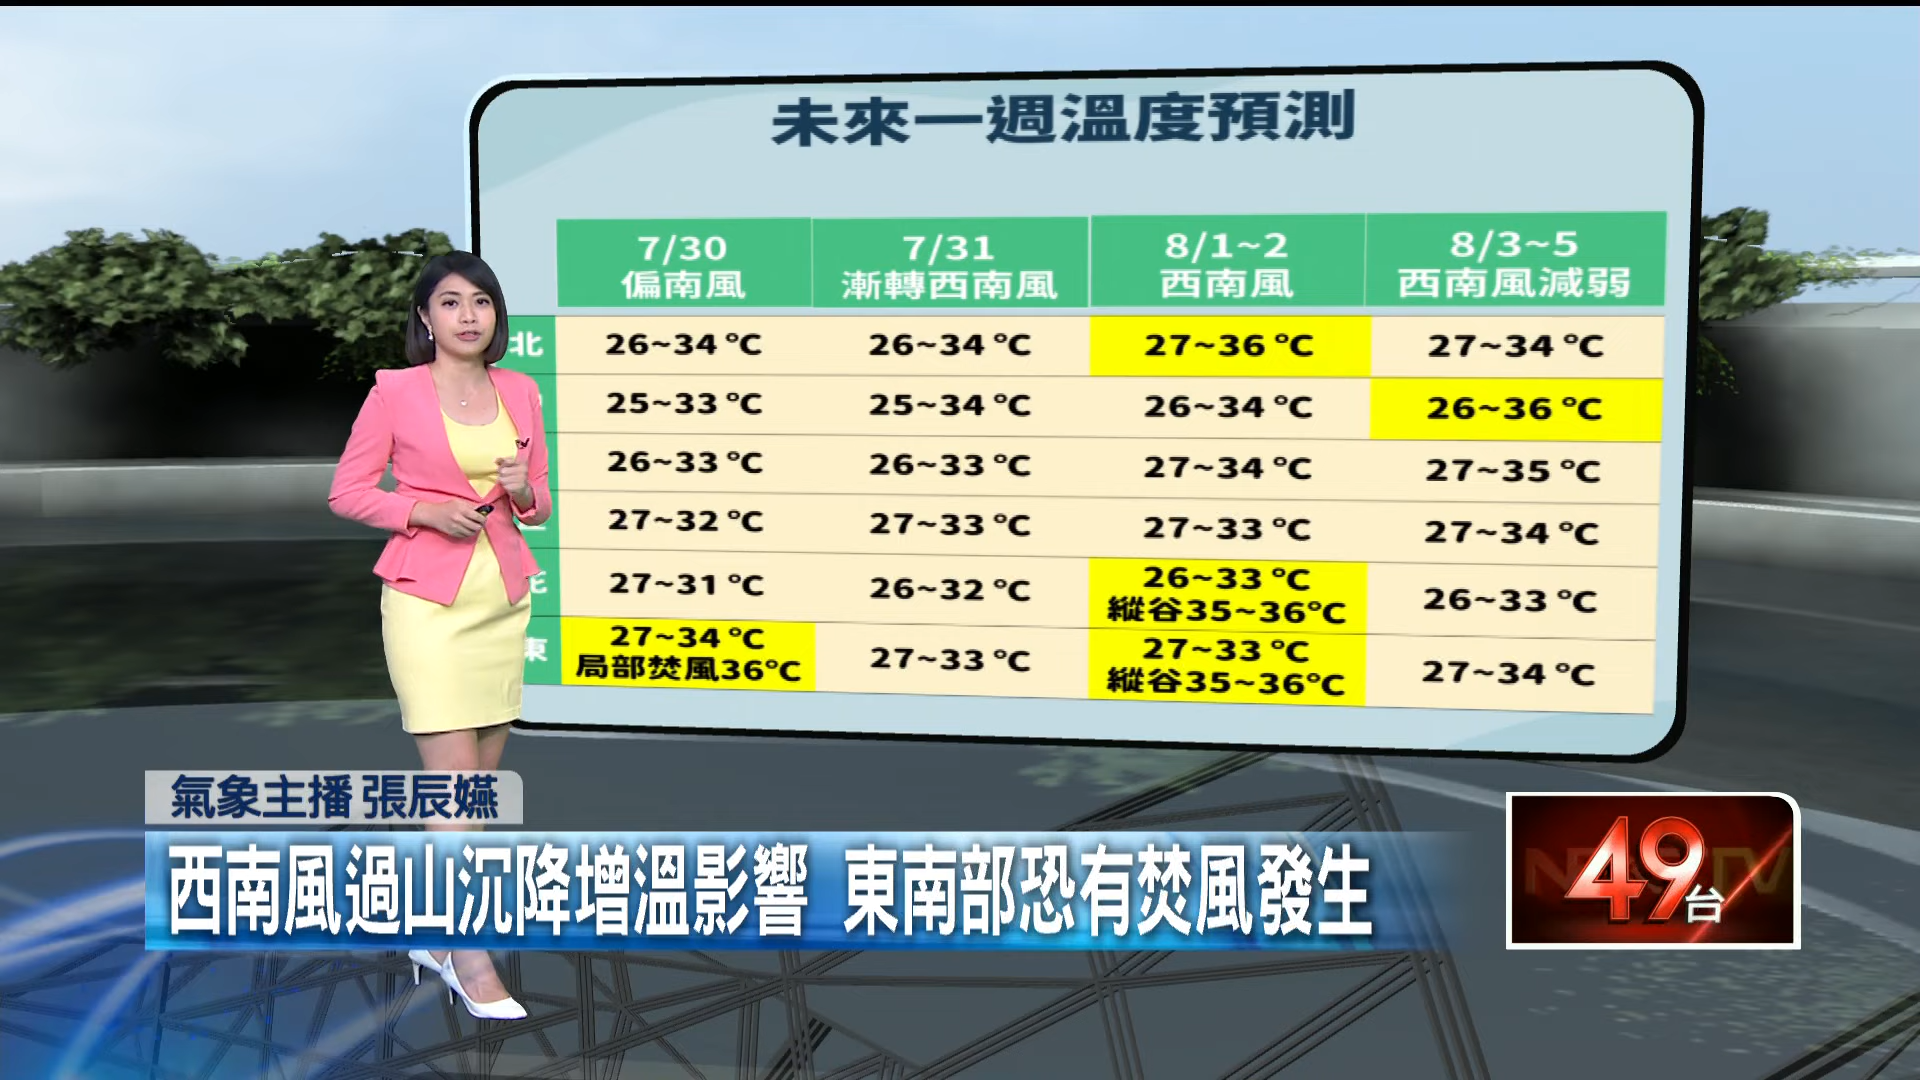 未來一週溫度預測
7/30 7/31 8/1~2 8/3~5
偏南風 漸轉西南風 西南風 西南風減弱
北 26~34℃ 26~34℃ 27~36℃ 27~34℃
25~33℃ 25~34℃ 26~34℃ 26~36℃
26~33℃ 26~33℃ 27~34℃ 27~35℃
27~32℃ 27~33℃ 27~33℃ 27~34℃
27~31℃ 26~32℃ 26~33℃ 26~33℃
縱谷35~36℃
東 27~34℃ 27~33℃ 27~33℃ 27~34℃
局部焚風36℃ 縱谷35~36℃
氣象主播 張辰嬿
西南風過山沉降增溫影響 東南部恐有焚風發生
49台